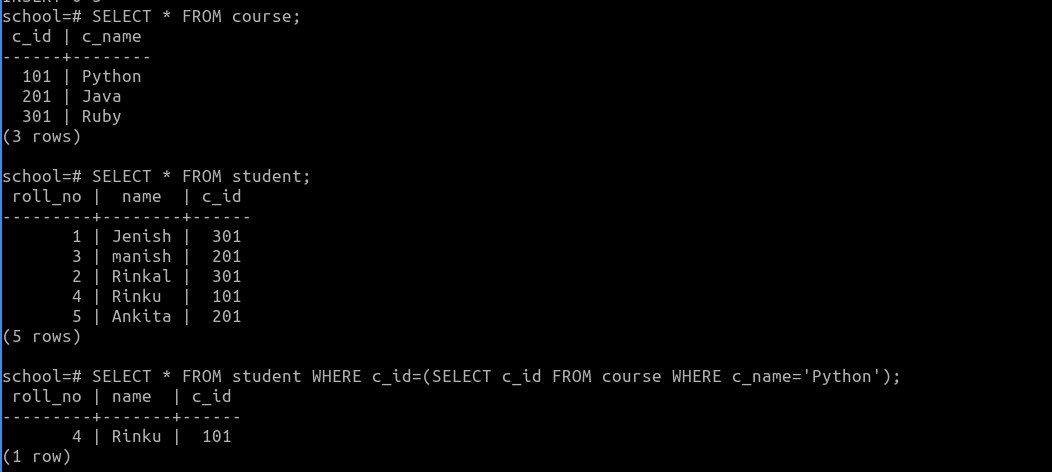 school=# SELECT * FROM course;
 c_id | c_name
------+--------
  101 | Python
  201 | Java
  301 | Ruby
(3 rows)

school=# SELECT * FROM student;
 roll_no |  name  | c_id
---------+--------+------
       1 | Jenish |  301
       3 | manish |  201
       2 | Rinkal |  301
       4 | Rinku  |  101
       5 | Ankita |  201
(5 rows)

school=# SELECT * FROM student WHERE c_id=(SELECT c_id FROM course WHERE c_name='Python');
 roll_no | name  | c_id
---------+-------+------
       4 | Rinku |  101
(1 row)